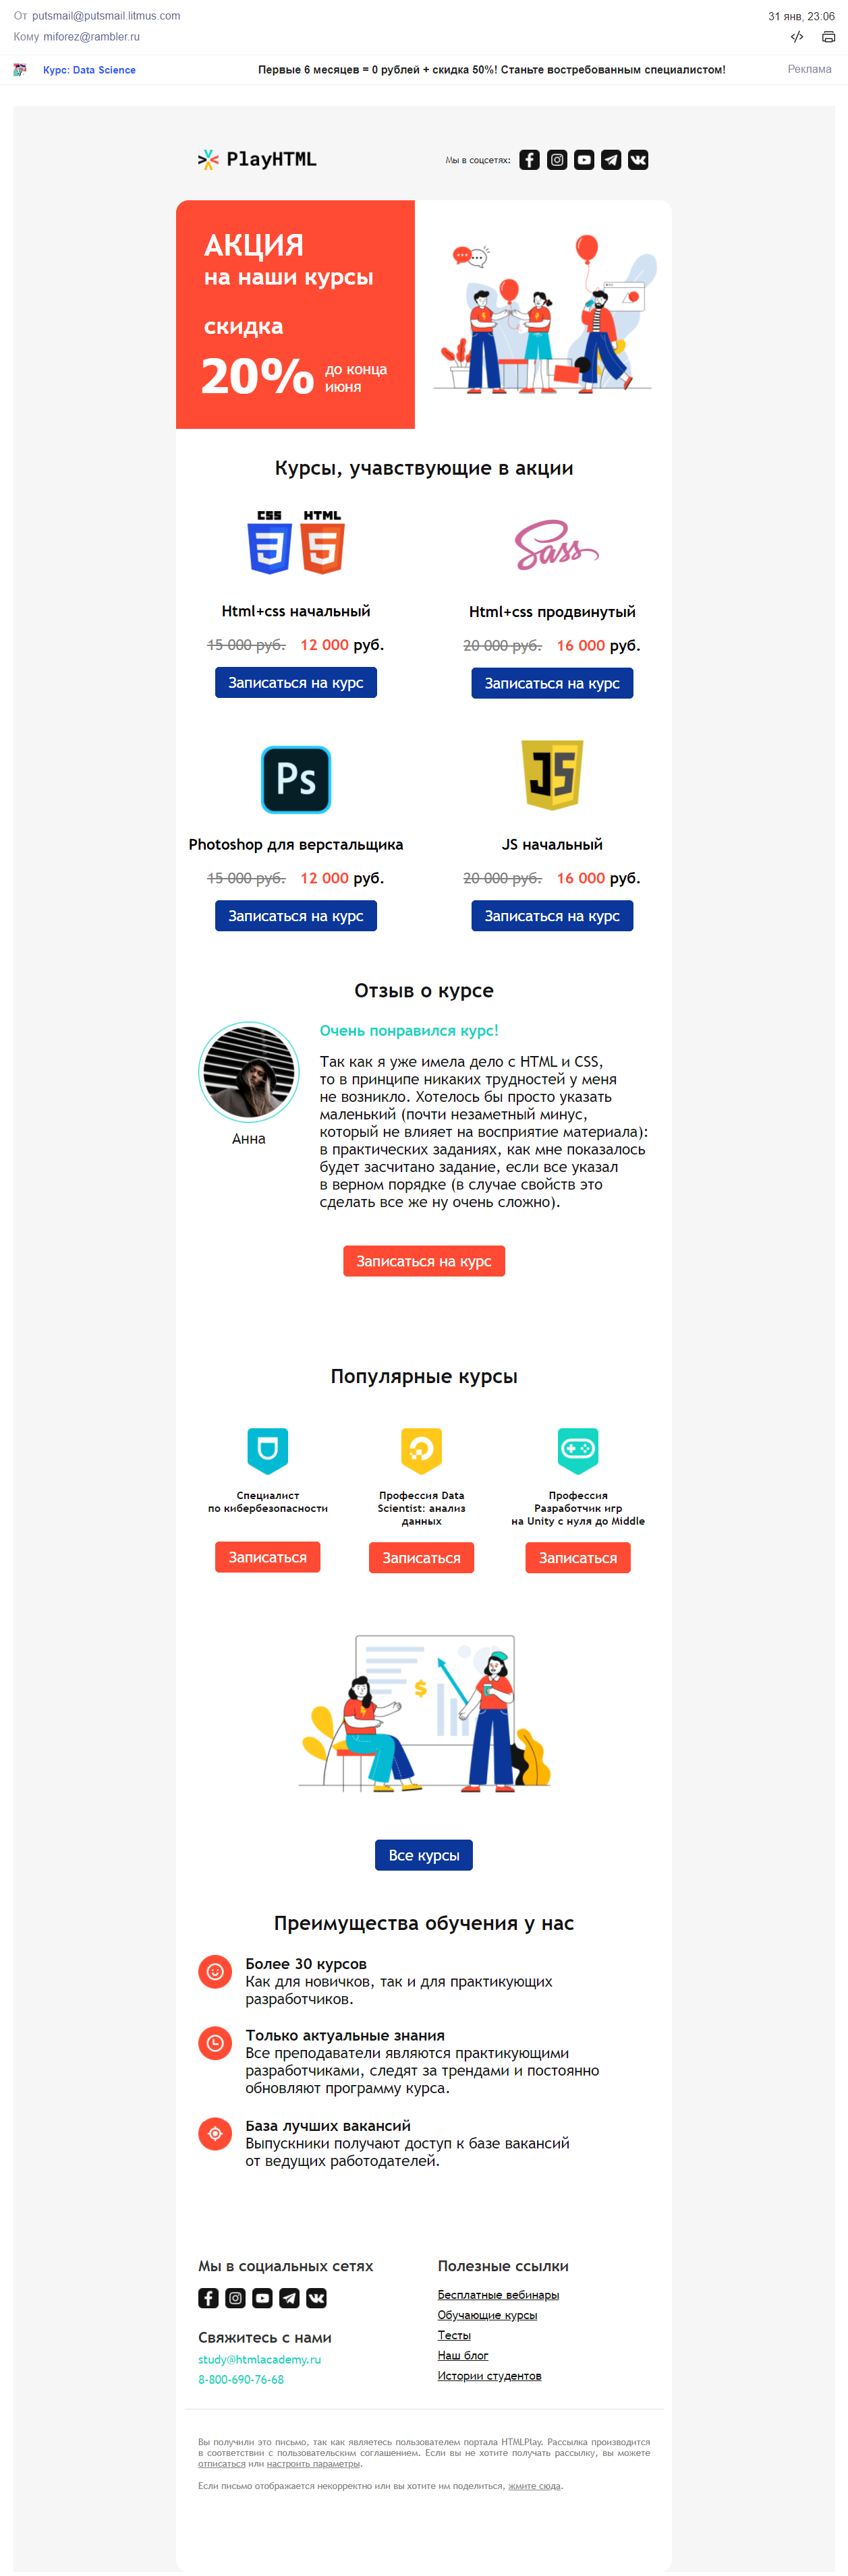 От putsmail@putsmail.litmus.com
31 янв, 23:06
Кому miforez@rambler.ru
Курс: Data Science
Первые 6 месяцев = 0 рублей + скидка 50%! Станьте востребованным специалистом!
Реклама
PlayHTML
Мы в соцсетях:
АКЦИЯ
на наши курсы
скидка
20%
до конца
июня
Курсы, учавствующие в акции
CSS HTML
3 5
Sass
Html+css начальный
Html+css продвинутый
15 000 руб. 12 000 руб.
20 000 руб. 16 000 руб.
Записаться на курс
Записаться на курс
Ps
JS
Photoshop для верстальщика
JS начальный
15 000 руб. 12 000 руб.
20 000 руб. 16 000 руб.
Записаться на курс
Записаться на курс
Отзыв о курсе
Анна
Очень понравился курс!
Так как я уже имела дело с HTML и CSS,
то в принципе никаких трудностей у меня
не возникло. Хотелось бы просто указать
маленький (почти незаметный минус,
который не влияет на восприятие материала):
в практических заданиях, как мне показалось
будет засчитано задание, если все указал
в верном порядке (в случае свойств это
сделать все же ну очень сложно).
Записаться на курс
Популярные курсы
Специалист
по кибербезопасности
Профессия Data
Scientist: анализ
данных
Профессия
Разработчик игр
на Unity с нуля до Middle
Записаться
Записаться
Записаться
$
Все курсы
Преимущества обучения у нас
Более 30 курсов
Как для новичков, так и для практикующих
разработчиков.
Только актуальные знания
Все преподаватели являются практикующими
разработчиками, следят за трендами и постоянно
обновляют программу курса.
База лучших вакансий
Выпускники получают доступ к базе вакансий
от ведущих работодателей.
Мы в социальных сетях
Свяжитесь с нами
study@htmlacademy.ru
8-800-690-76-68
Полезные ссылки
Бесплатные вебинары
Обучающие курсы
Тесты
Наш блог
Истории студентов
Вы получили это письмо, так как являетесь пользователем портала HTMLPlay. Рассылка производится
в соответствии с пользовательским соглашением. Если вы не хотите получать рассылку, вы можете
отписаться или настроить параметры.
Если письмо отображается некорректно или вы хотите им поделиться, жмите сюда.